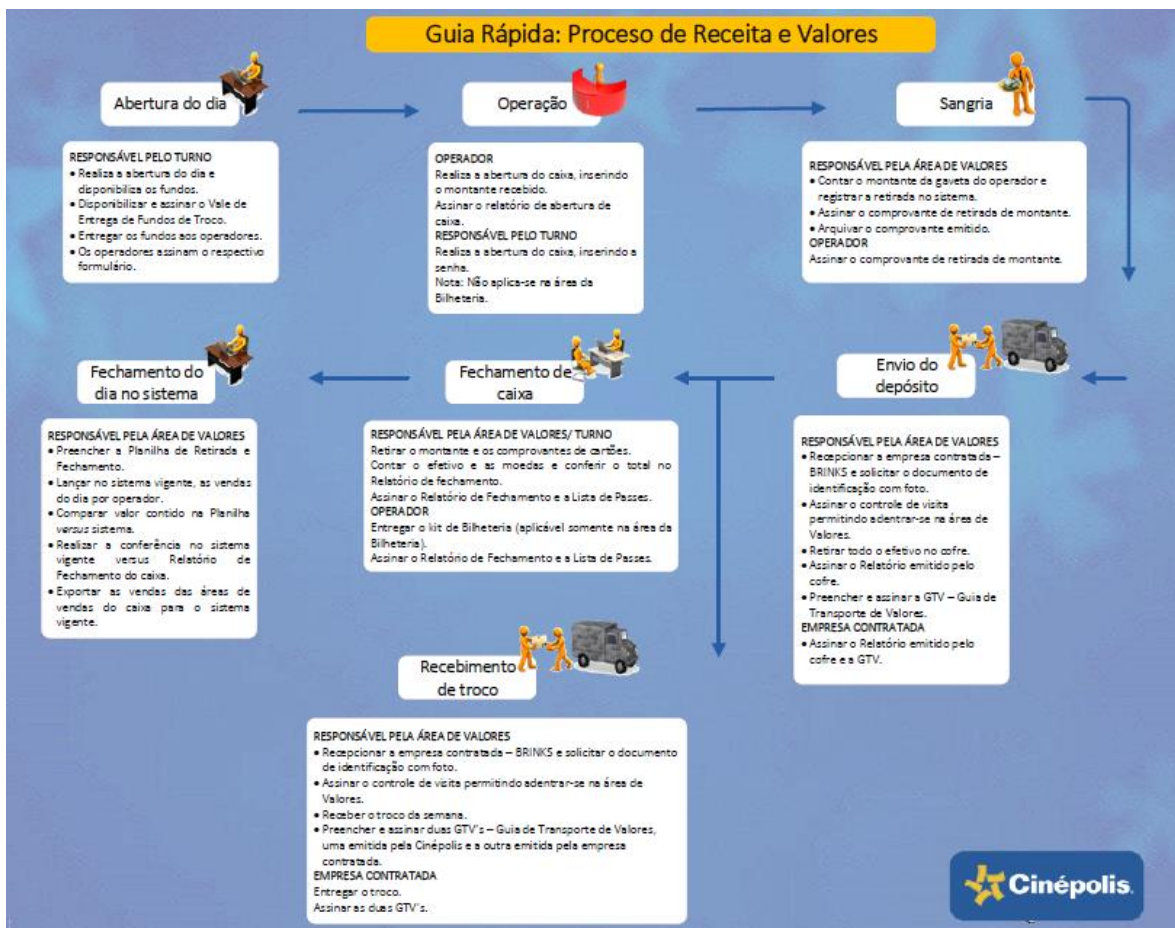 Guia Rápida: Proceso de Receita e Valores
Abertura do dia
RESPONSÁVEL PELO TURNO
• Realiza a abertura do dia e
disponibiliza os fundos.
• Disponibilizar e assinar o Vale de
Entrega de Fundos de Troco.
• Entregar os fundos aos operadores.
• Os operadores assinam o respectivo
formulário.
Operação
OPERADOR
Realiza a abertura do caixa, inserindo
o montante recebido.
Assinar o relatório de abertura de
caixa.
RESPONSÁVEL PELO TURNO
Realiza a abertura do caixa, inserindo a
senha.
Nota: Não aplica-se na área da
Bilheteria.
Sangria
RESPONSÁVEL PELA ÁREA DE VALORES
• Contar o montante da gaveta do operador e
registrar a retirada no sistema.
• Assinar o comprovante de retirada de montante.
• Arquivar o comprovante emitido.
OPERADOR
Assinar o comprovante de retirada de montante.
Envio do
depósito
RESPONSÁVEL PELA ÁREA DE VALORES
• Recepcionar a empresa contratada –
BRINKS e solicitar o documento de
identificação com foto.
• Assinar o controle de visita
permitindo adentrar-se na área de
Valores.
• Retirar todo o efetivo no cofre.
• Assinar o Relatório emitido pelo
cofre.
• Preencher e assinar a GTV – Guia de
Transporte de Valores.
EMPRESA CONTRATADA
• Assinar o Relatório emitido pelo
cofre e a GTV.
Fechamento de
caixa
RESPONSÁVEL PELA ÁREA DE VALORES/ TURNO
Retirar o montante e os comprovantes de cartões.
Contar o efetivo e as moedas e conferir o total no
Relatório de fechamento.
Assinar o Relatório de Fechamento e a Lista de Passes.
OPERADOR
Entregar o kit de Bilheteria (aplicável somente na área da
Bilheteria).
Assinar o Relatório de Fechamento e a Lista de Passes.
Fechamento do
dia no sistema
RESPONSÁVEL PELA ÁREA DE VALORES
• Preencher a Planilha de Retirada e
Fechamento.
• Lançar no sistema vigente, as vendas
do dia por operador.
• Comparar valor contido na Planilha
versus sistema.
• Realizar a conferência no sistema
vigente versus Relatório de
Fechamento do caixa.
• Exportar as vendas das áreas de
vendas do caixa para o sistema
vigente.
Recebimento
de troco
RESPONSÁVEL PELA ÁREA DE VALORES
• Recepcionar a empresa contratada – BRINKS e solicitar o documento
de identificação com foto.
• Assinar o controle de visita permitindo adentrar-se na área de
Valores.
• Receber o troco da semana.
• Preencher e assinar duas GTV's – Guia de Transporte de Valores,
uma emitida pela Cinépolis e a outra emitida pela empresa
contratada.
EMPRESA CONTRATADA
Entregar o troco.
Assinar as duas GTV's.
Cinépolis.